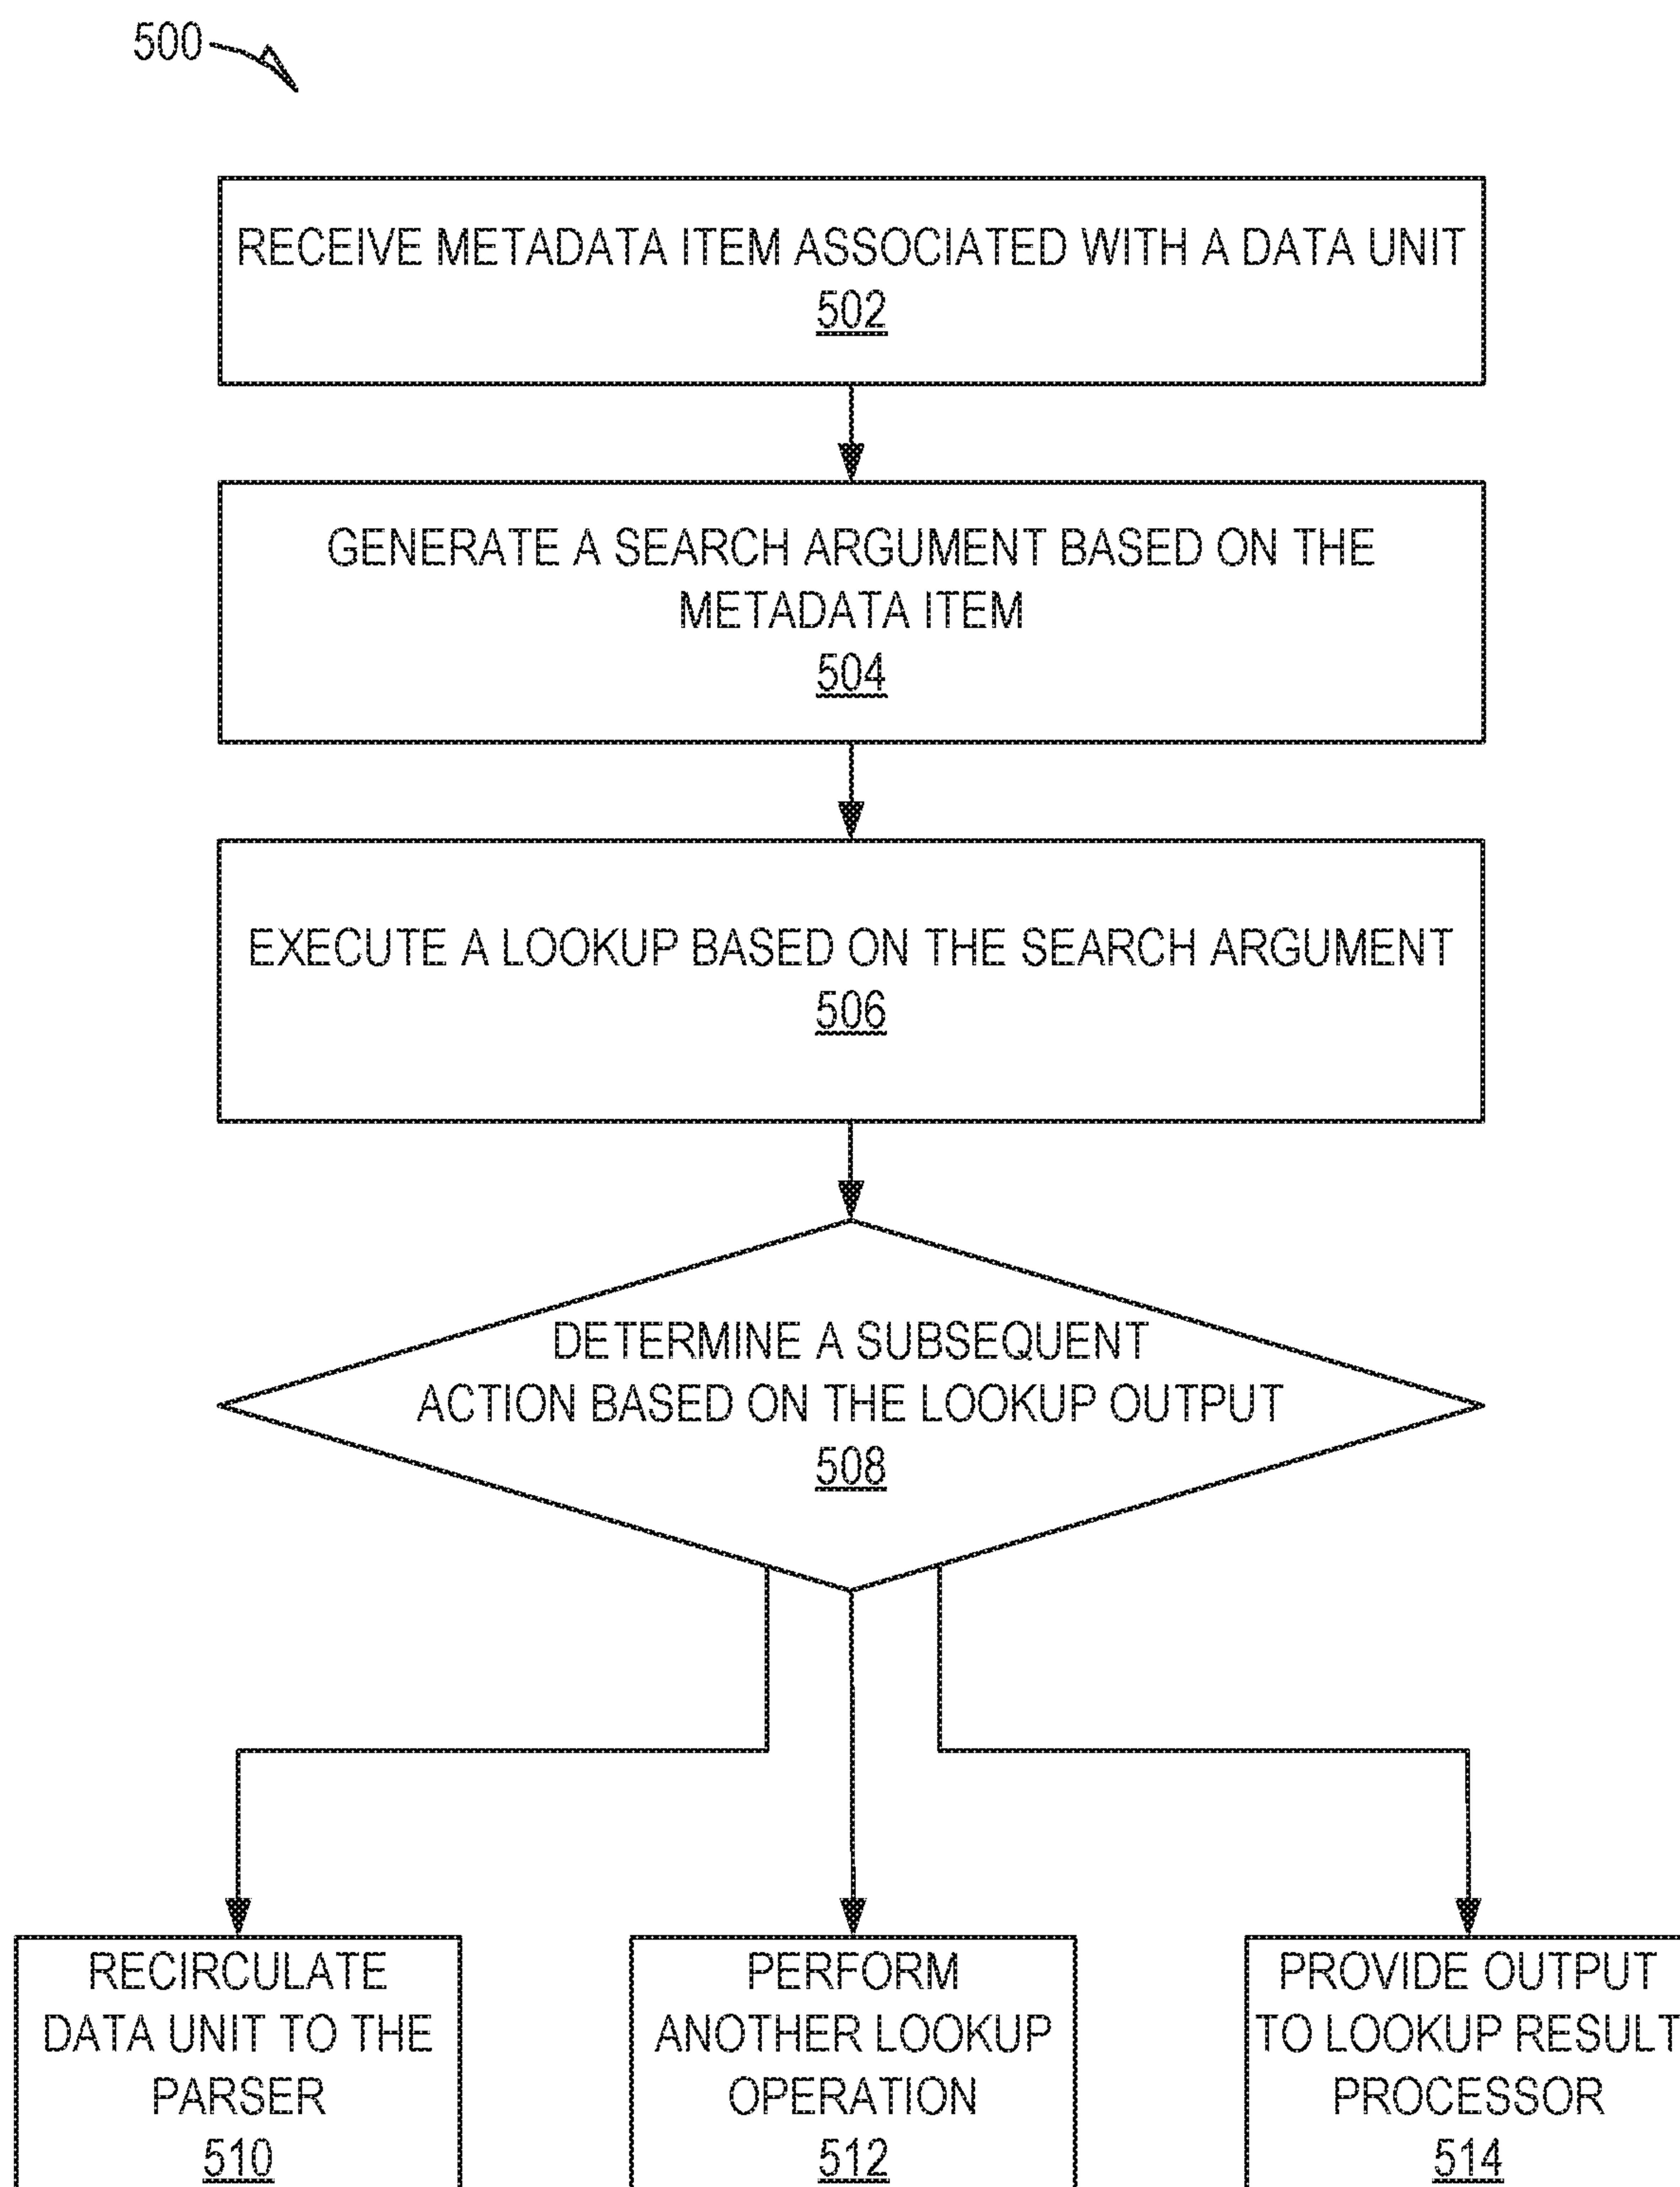 500
RECEIVE METADATA ITEM ASSOCIATED WITH A DATA UNIT
502
GENERATE A SEARCH ARGUMENT BASED ON THE
METADATA ITEM
504
EXECUTE A LOOKUP BASED ON THE SEARCH ARGUMENT
506
DETERMINE A SUBSEQUENT
ACTION BASED ON THE LOOKUP OUTPUT
508
RECIRCULATE
DATA UNIT TO THE
PARSER
510
PERFORM
ANOTHER LOOKUP
OPERATION
512
PROVIDE OUTPUT
TO LOOKUP RESULT
PROCESSOR
514